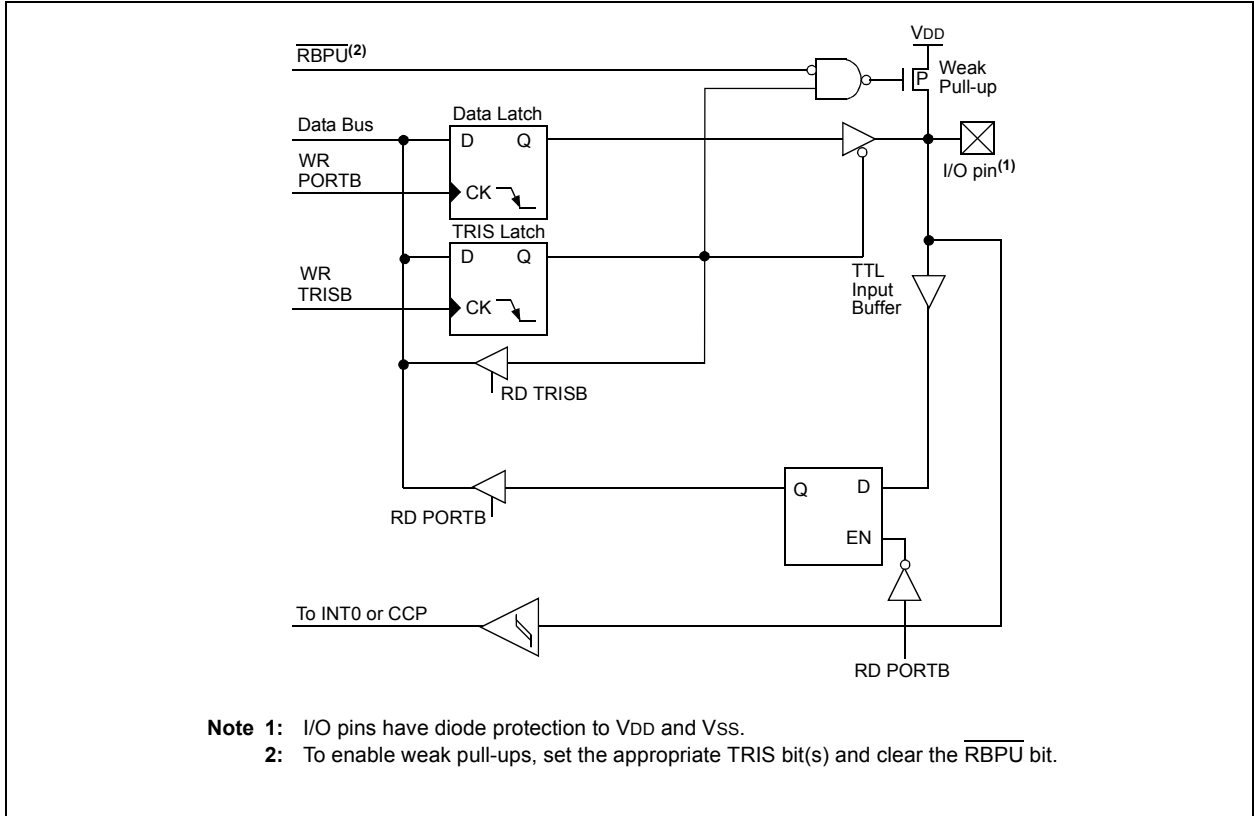 RBPU(2)
VDD
P
Weak
Pull-up
Data Latch
Data Bus
D Q
WR
PORTB
CK
I/O pin(1)
TRIS Latch
D Q
WR
TRISB
CK
TTL
Input
Buffer
RD TRISB
Q D
RD PORTB
EN
To INT0 or CCP
RD PORTB
Note 1: I/O pins have diode protection to VDD and VSS.
2: To enable weak pull-ups, set the appropriate TRIS bit(s) and clear the RBPU bit.